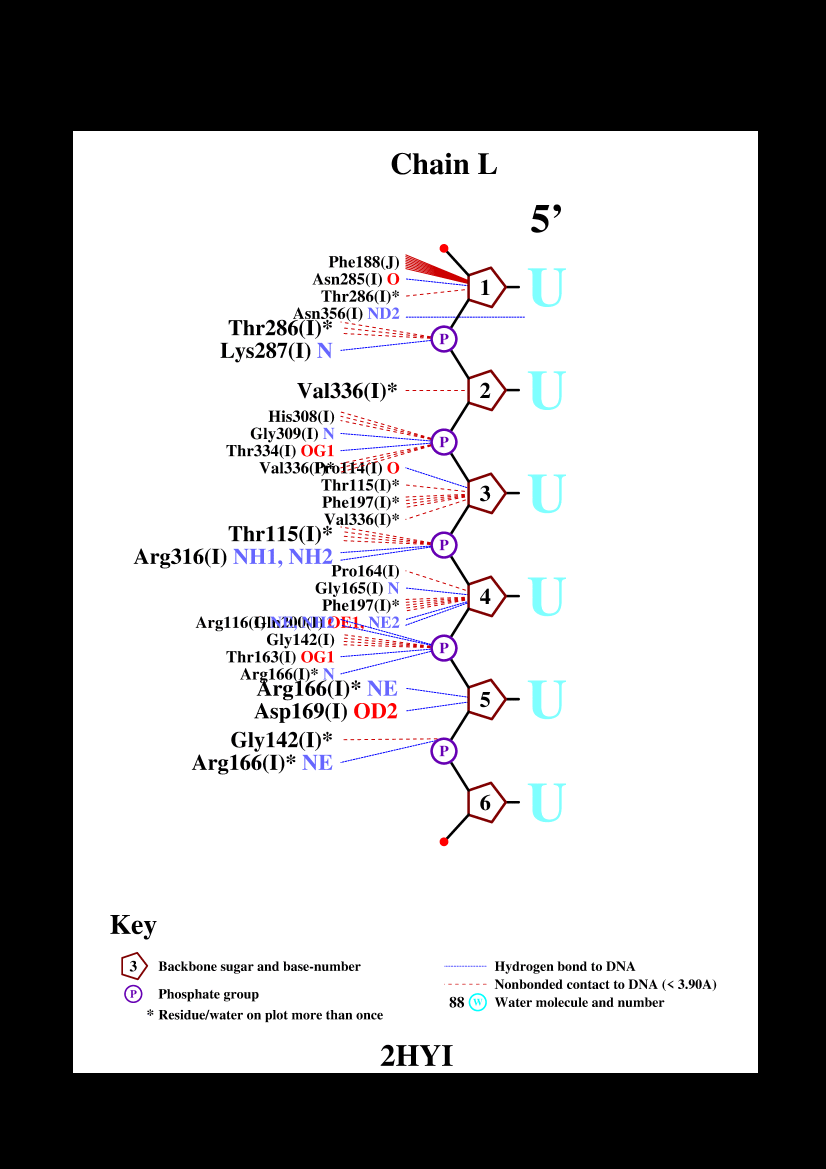 Chain L
5’
Phe188(J)
Asn285(I) O
1
U
Thr286(I)*
Asn356(I) ND2
Thr286(I)*
P
Lys287(I) N
Val336(I)*
2
U
His308(I)
Gly309(I) N
P
Thr334(I) OG1
Val336(I)*
Pro114(I) O
Thr115(I)*
3
U
Phe197(I)*
Val336(I)*
Thr115(I)*
P
Arg316(I) NH1, NH2
Pro164(I)
Gly165(I) N
4
U
Phe197(I)*
Arg116(I)
Gln200(I) OE1, NE2
Gly142(I)
P
Thr163(I) OG1
Arg166(I)* N
Arg166(I)* NE
5
U
Asp169(I) OD2
Gly142(I)*
P
Arg166(I)* NE
6
U
Key
3 Backbone sugar and base-number
P Phosphate group
* Residue/water on plot more than once
Hydrogen bond to DNA
Nonbonded contact to DNA (< 3.90A)
88 W Water molecule and number
2HYI